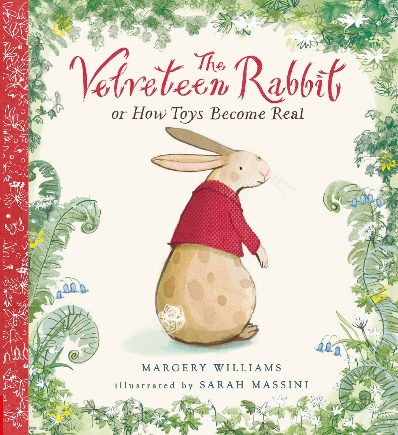 The
Velveteen Rabbit
or How Toys Become Real
MARGERY WILLIAMS
illustrated by SARAH MASSINI